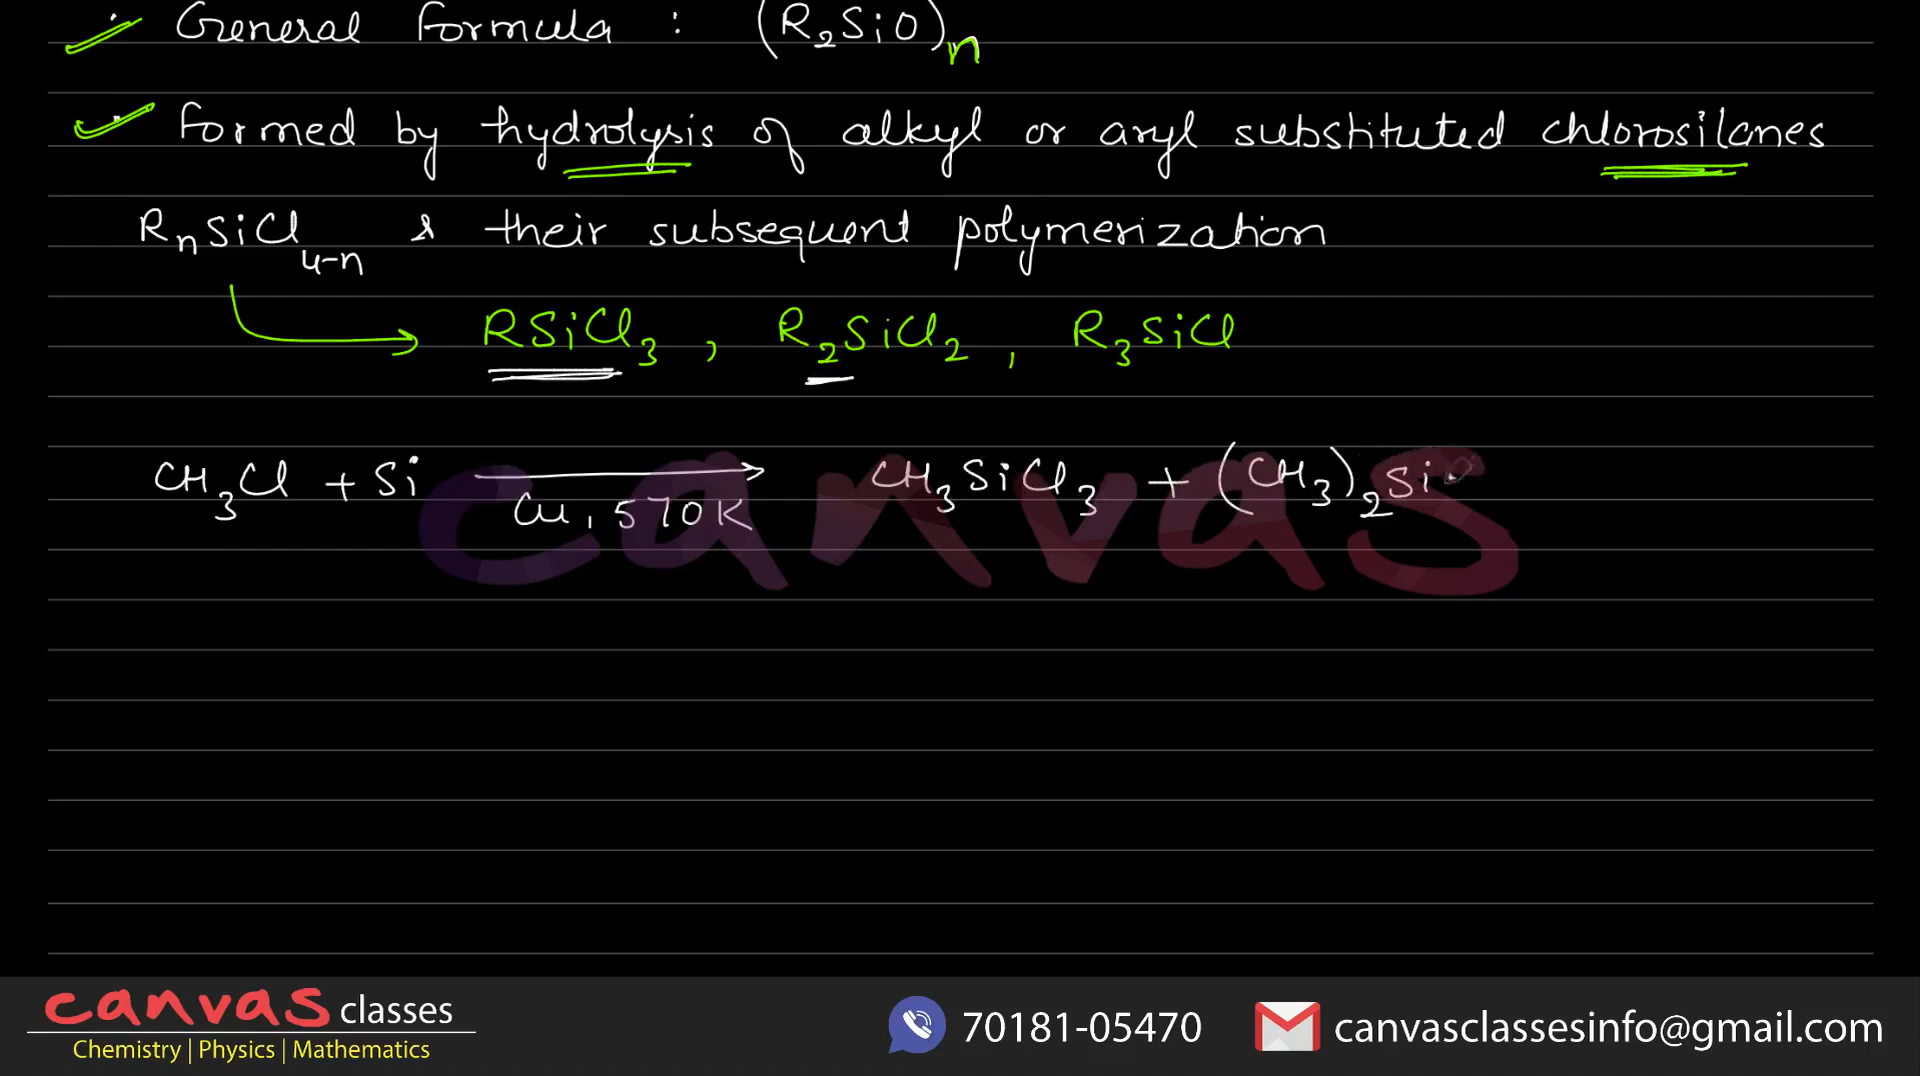 General Formula : (R₂SiO)n
Formed by hydrolysis of alkyl or aryl substituted chlorosilanes
RnSiCl4-n & their subsequent polymerization
RSiCl₃ , R₂SiCl₂ , R₃SiCl
CH₃Cl + Si → CH₃SiCl₃ + (CH₃)₂Si
Cu, 570K
canvas
canvas classes
Chemistry | Physics | Mathematics
70181-05470
canvasclassesinfo@gmail.com